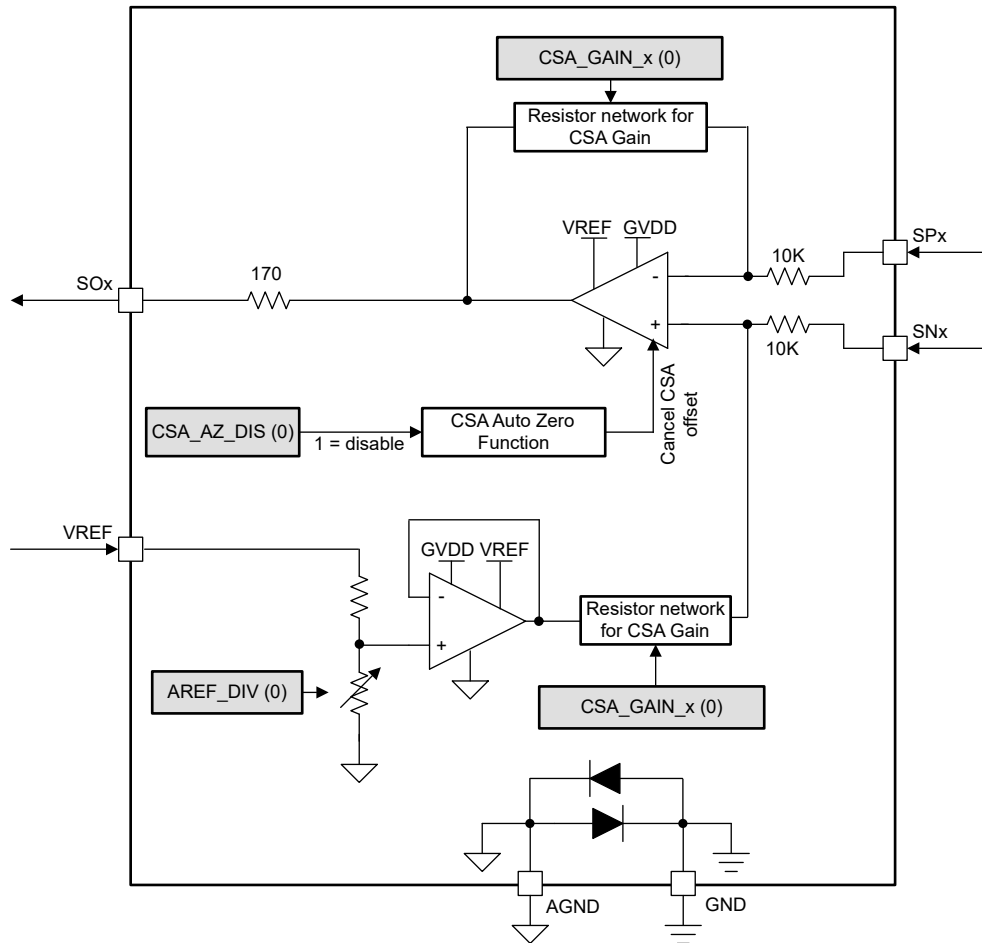 CSA_GAIN_x (0)
Resistor network for
CSA Gain
VREF
GVDD
SPx
10K
-
170
SOx
+
10K
SNx
Cancel CSA
offset
CSA_AZ_DIS (0)
1 = disable
CSA Auto Zero
Function
VREF
GVDD
VREF
-
Resistor network
for CSA Gain
+
AREF_DIV (0)
CSA_GAIN_x (0)
AGND
GND